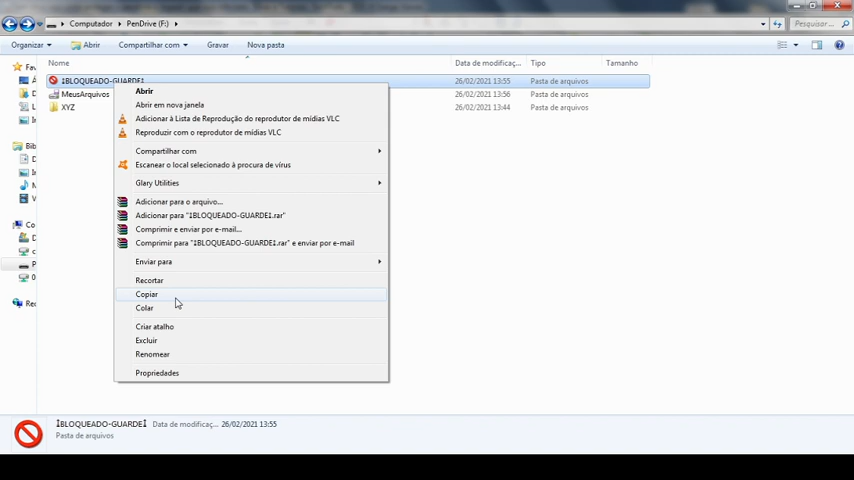 Computador ▸ PenDrive (F:) ▸
Pesquisar...
Organizar Abrir Compartilhar com Gravar Nova pasta
Nome Data de modificaç... Tipo Tamanho
⁑BLOQUEADO-GUARDE⁑ 26/02/2021 13:55 Pasta de arquivos
MeusArquivos 26/02/2021 13:56 Pasta de arquivos
XYZ 26/02/2021 13:44 Pasta de arquivos
Fav
Bib
Co
Rec
Abrir
Abrir em nova janela
Adicionar à Lista de Reprodução do reprodutor de mídias VLC
Reproduzir com o reprodutor de mídias VLC
Compartilhar com
Escanear o local selecionado à procura de vírus
Glary Utilities
Adicionar para o arquivo...
Adicionar para "⁑BLOQUEADO-GUARDE⁑.rar"
Comprimir e enviar por e-mail...
Comprimir para "⁑BLOQUEADO-GUARDE⁑.rar" e enviar por e-mail
Enviar para
Recortar
Copiar
Colar
Criar atalho
Excluir
Renomear
Propriedades
⁑BLOQUEADO-GUARDE⁑ Data de modificaç... 26/02/2021 13:55
Pasta de arquivos